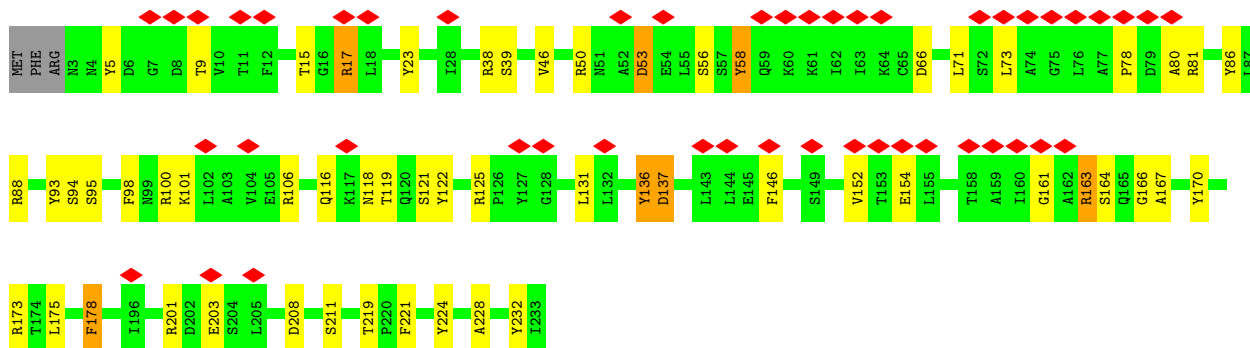 MET PHE ARG N3 N4 Y5 D6 G7 D8 T9 V10 T11 F12 T15 G16 R17 L18 Y23 I28 R38 S39 V46 R50 N51 A52 D53 E54 L55 S56 S57 Y58 Q59 K60 K61 I62 I63 K64 C65 D66 L71 S72 L73 A74 G75 L76 A77 P78 D79 A80 R81 Y86 L87
R88 Y93 S94 S95 F98 N99 R100 K101 L102 A103 V104 E105 R106 Q116 K117 N118 T119 Q120 S121 Y122 R125 P126 Y127 G128 L131 L132 Y136 D137 L143 L144 E145 F146 S149 V152 T153 E154 L155 T158 A159 I160 G161 A162 R163 S164 Q165 G166 A167 Y170
R173 T174 L175 F178 I196 R201 D202 E203 S204 L205 D208 S211 T219 P220 F221 Y224 A228 Y232 I233